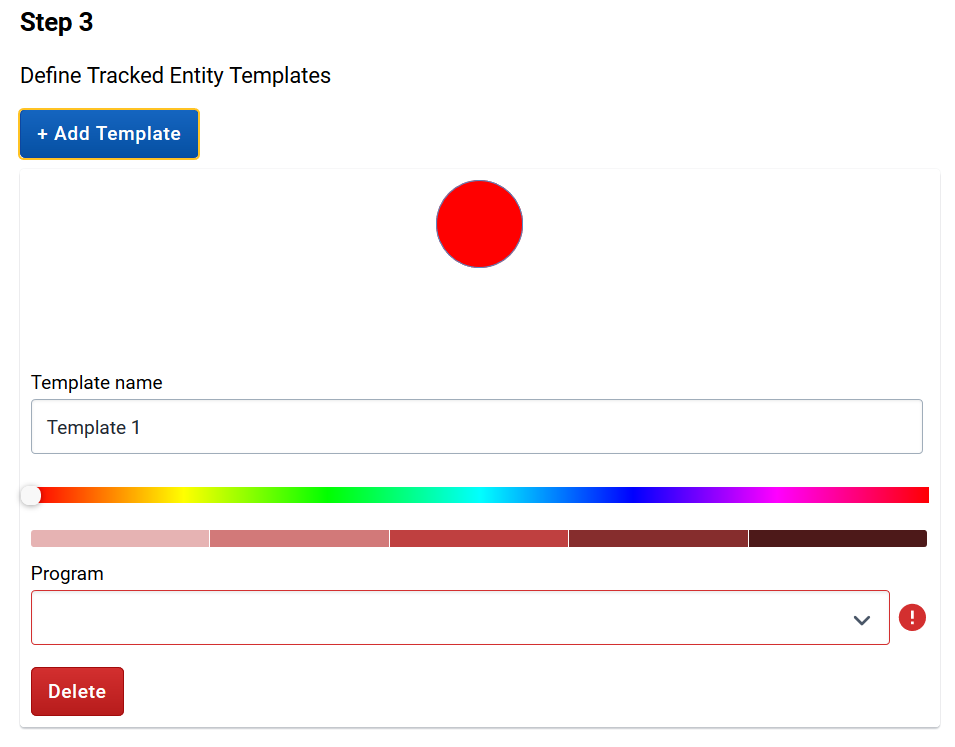 Step 3
Define Tracked Entity Templates
+ Add Template
Template name
Template 1
Program
!
Delete